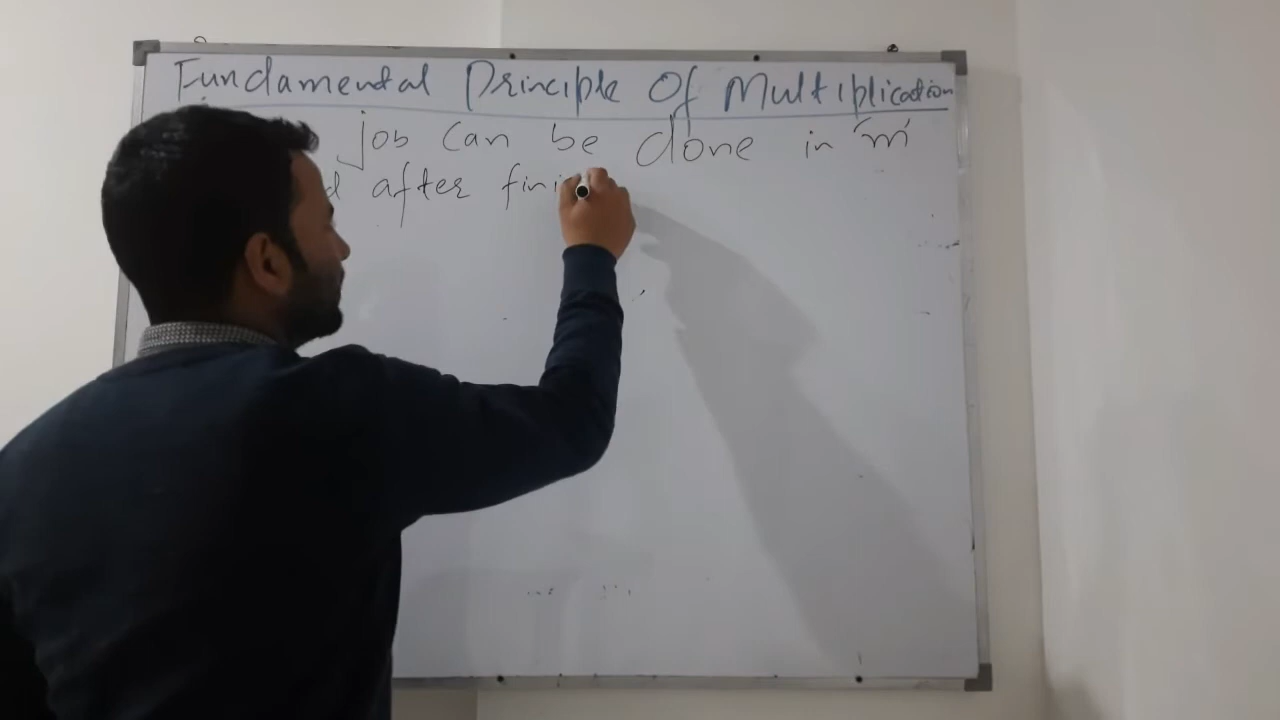 Fundamental Principle Of Multiplication
job can be done in 'm'
after